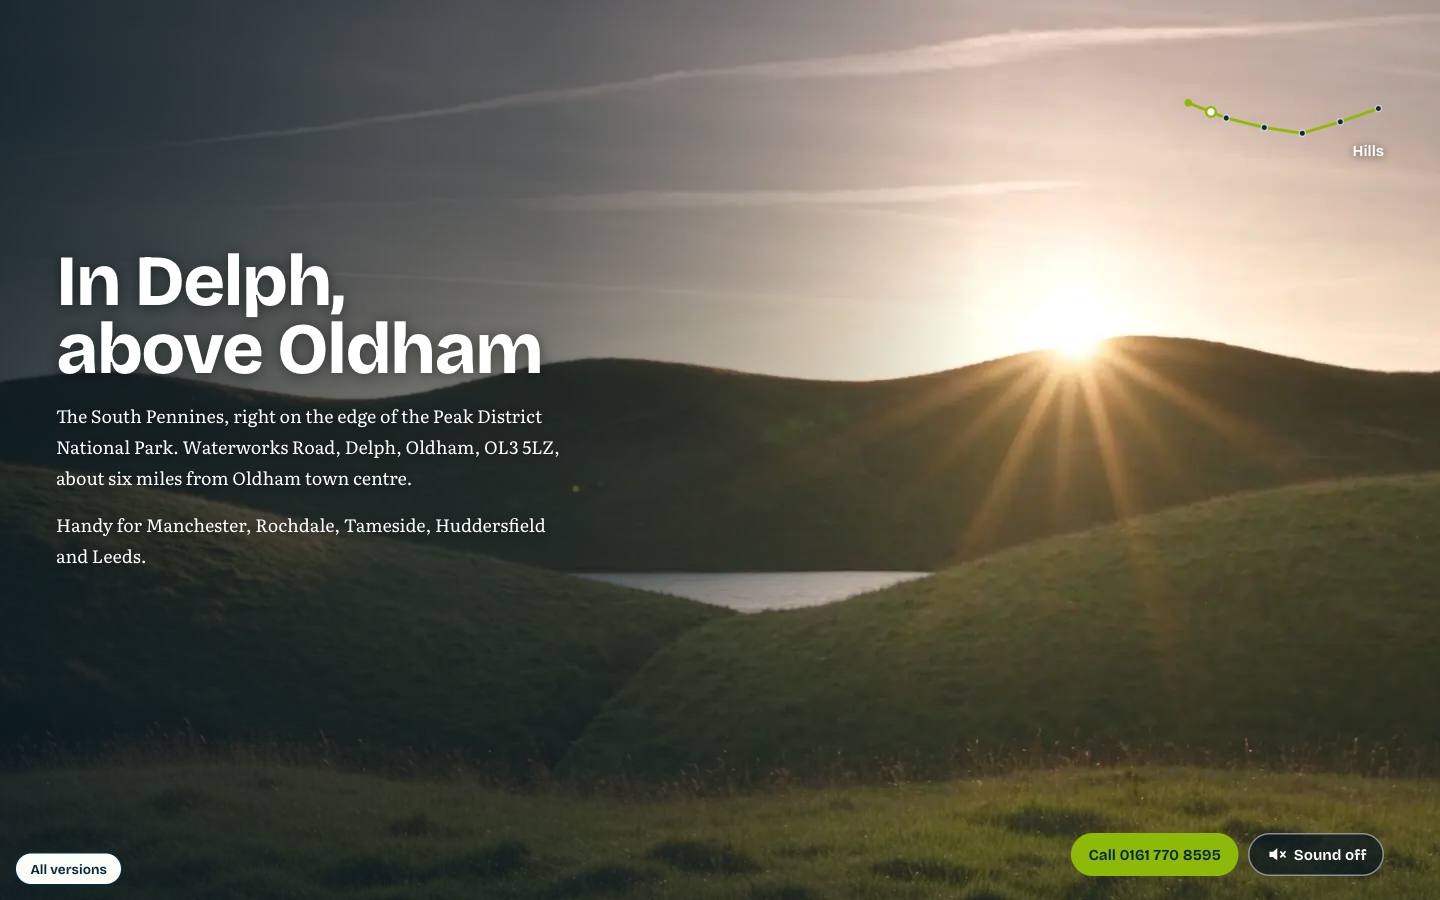 Hills
In Delph,
above Oldham
The South Pennines, right on the edge of the Peak District
National Park. Waterworks Road, Delph, Oldham, OL3 5LZ,
about six miles from Oldham town centre.
Handy for Manchester, Rochdale, Tameside, Huddersfield
and Leeds.
All versions
Call 0161 770 8595
Sound off